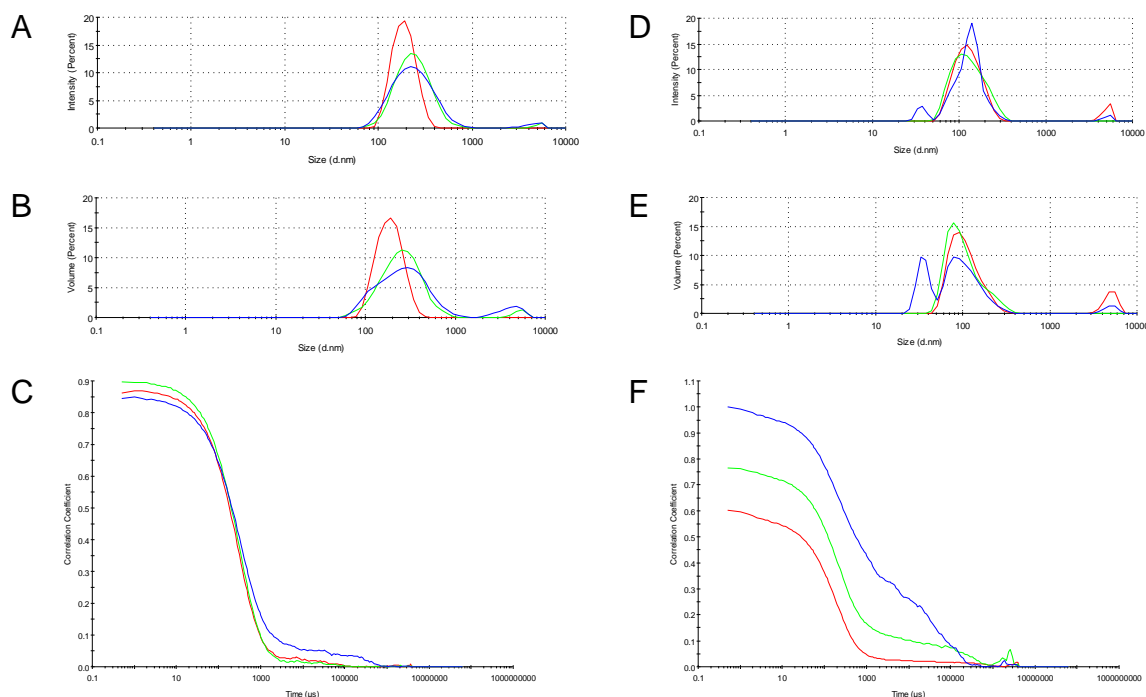 A
Intensity (Percent)
20
15
10
5
0
0.1 1 10 100 1000 10000
Size (d.nm)
B
Volume (Percent)
20
15
10
5
0
0.1 1 10 100 1000 10000
Size (d.nm)
C
Correlation Coefficient
0.9
0.8
0.7
0.6
0.5
0.4
0.3
0.2
0.1
0.0
0.1 10 1000 100000 10000000 1000000000
Time (us)
D
Intensity (Percent)
20
15
10
5
0
0.1 1 10 100 1000 10000
Size (d.nm)
E
Volume (Percent)
20
15
10
5
0
0.1 1 10 100 1000 10000
Size (d.nm)
F
Correlation Coefficient
1.1
1.0
0.9
0.8
0.7
0.6
0.5
0.4
0.3
0.2
0.1
0.0
0.1 10 1000 100000 10000000 1000000000
Time (us)